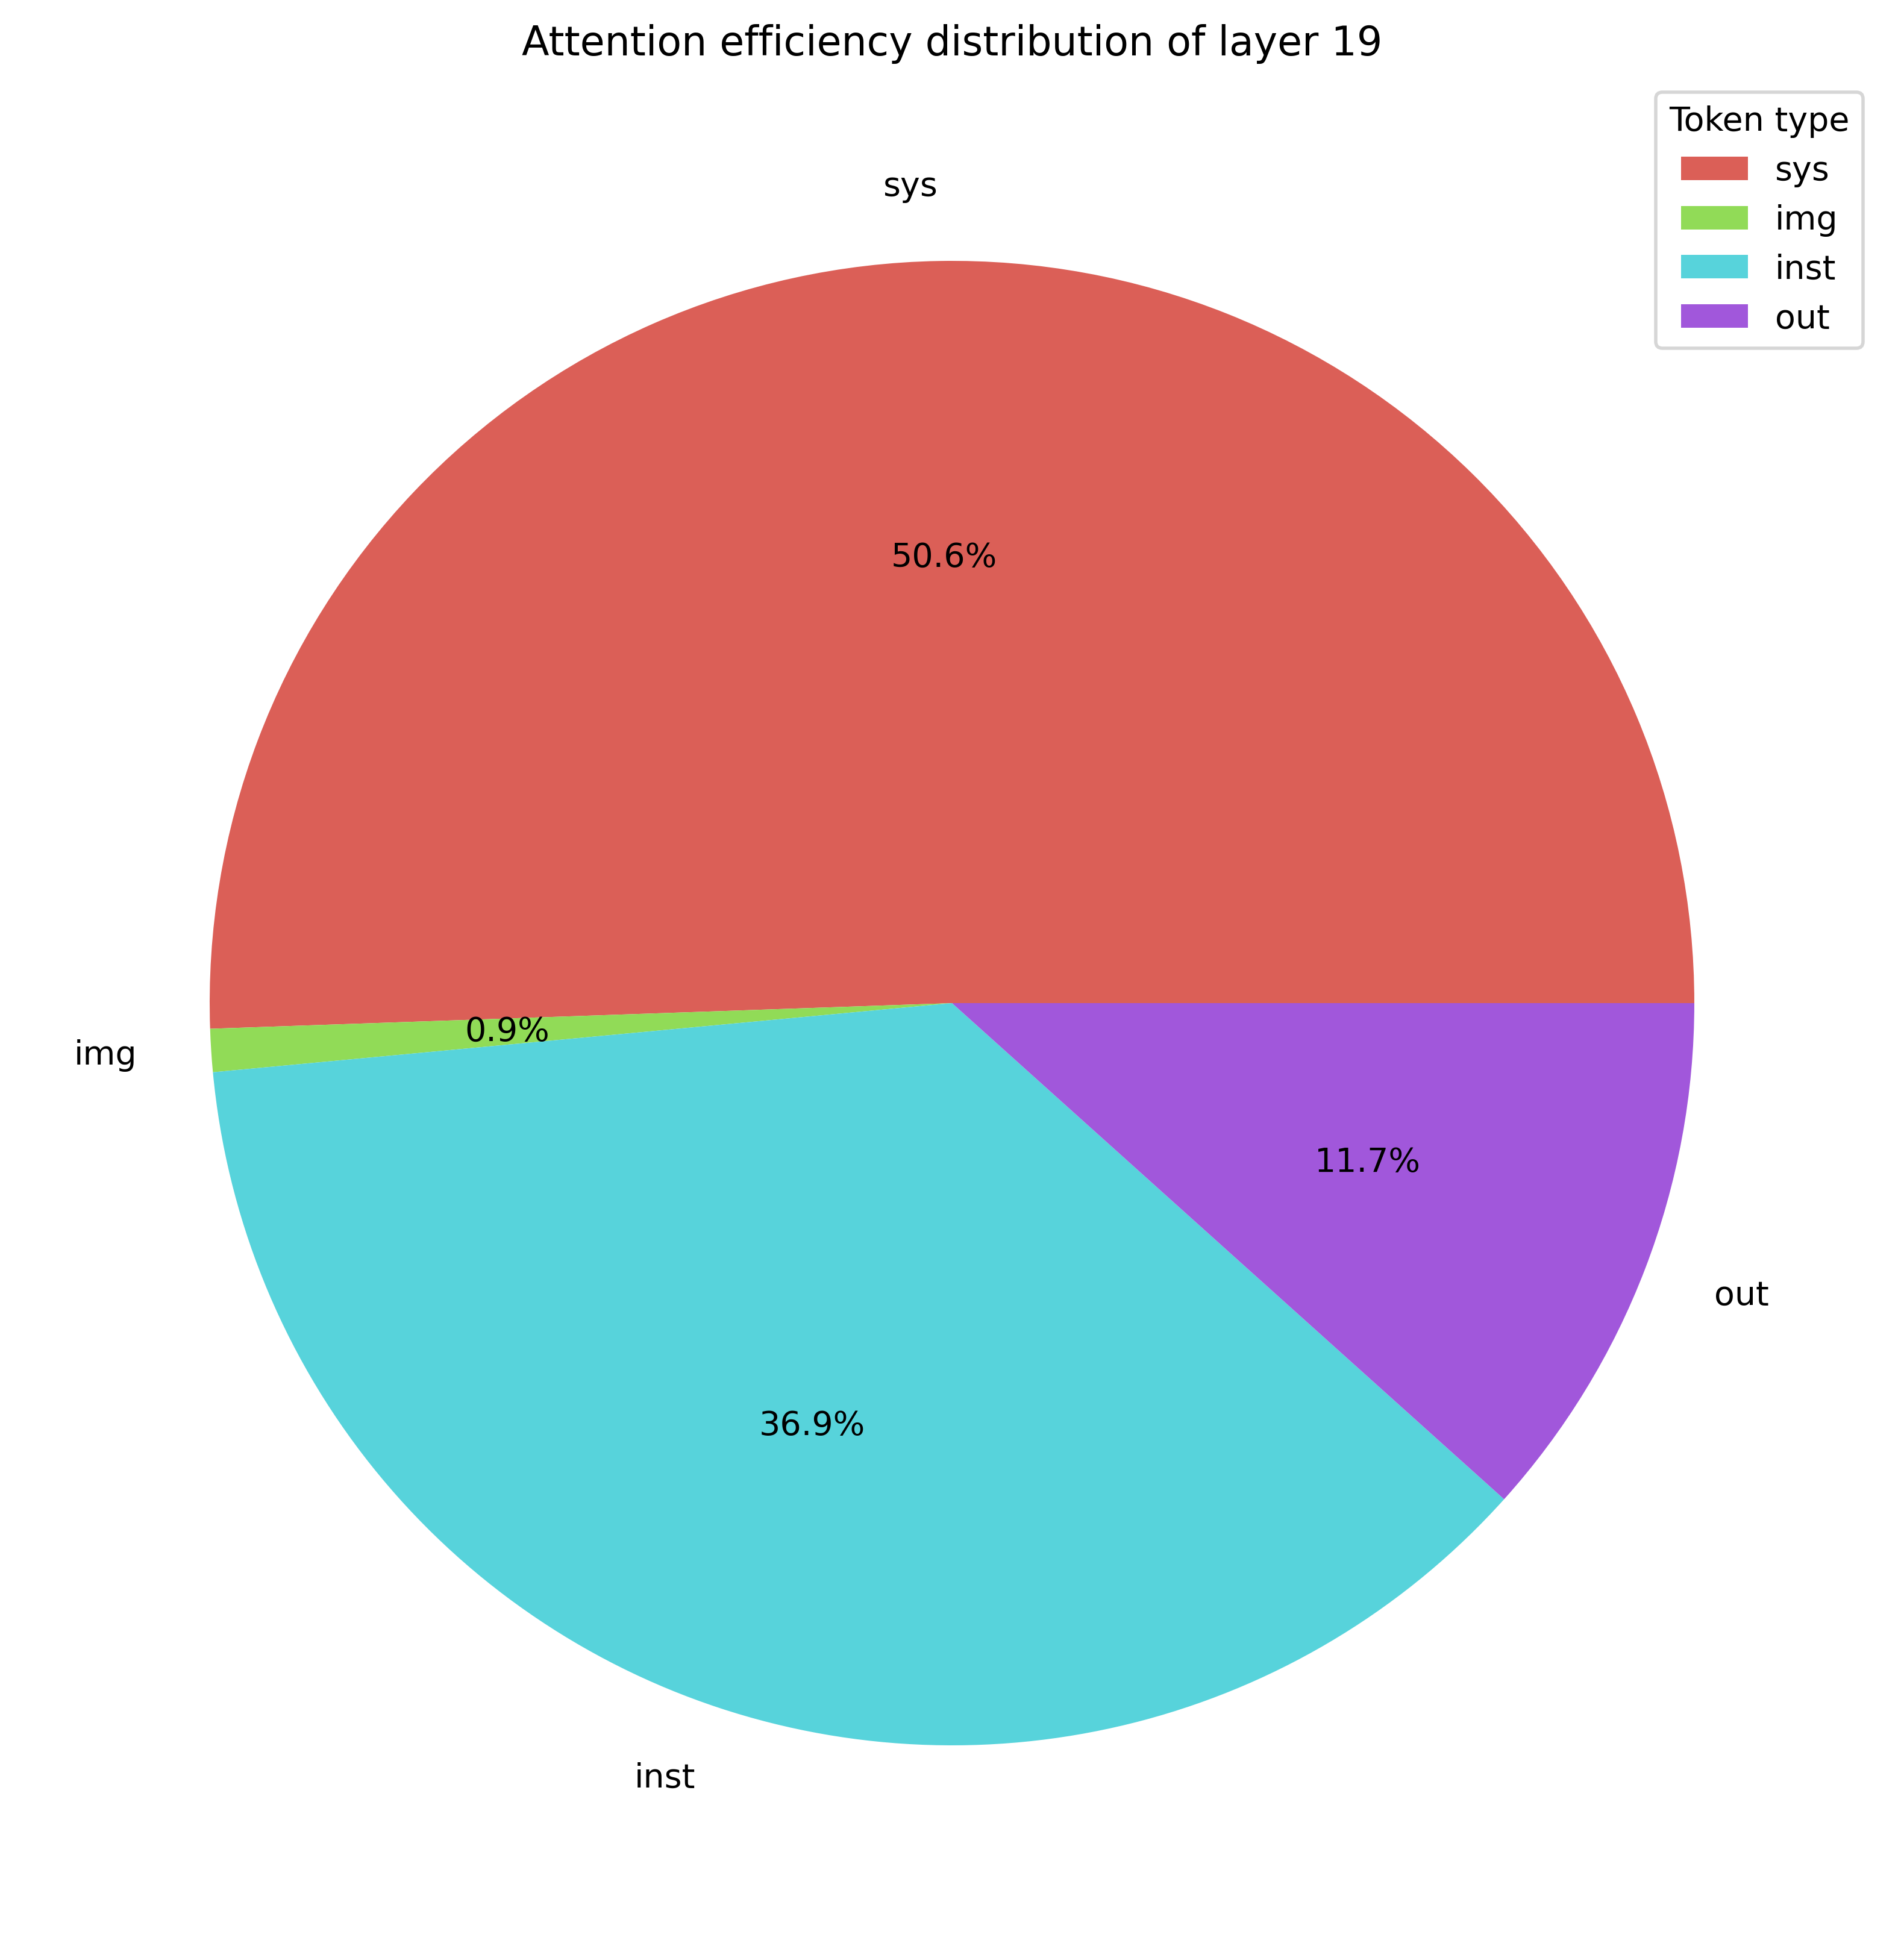 Attention efficiency distribution of layer 19
Token type
sys
img
inst
out
sys
50.6%
0.9%
img
11.7%
out
36.9%
inst